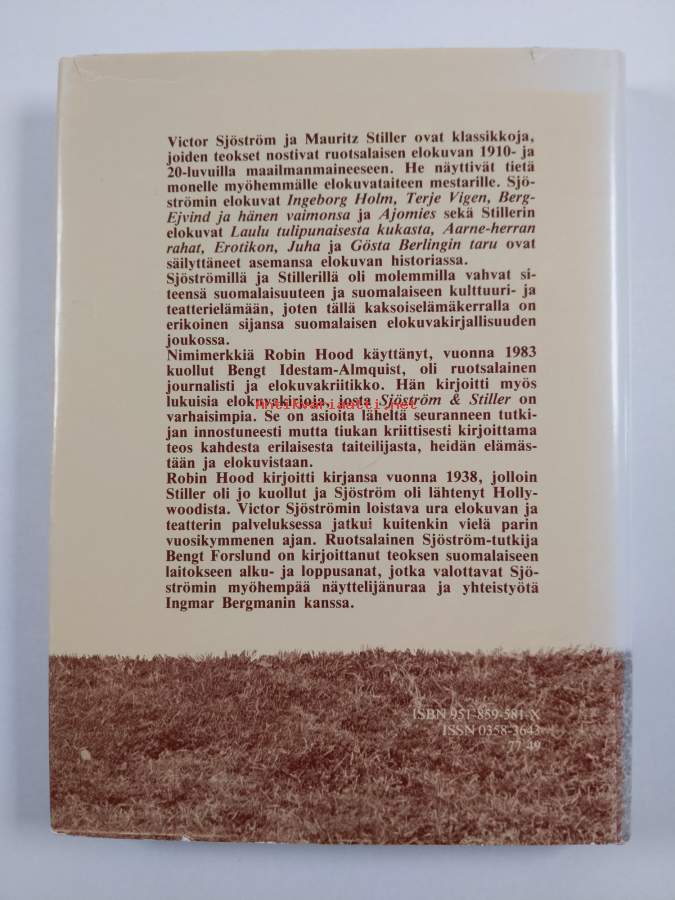 Victor Sjöström ja Mauritz Stiller ovat klassikkoja,
joiden teokset nostivat ruotsalaisen elokuvan 1910- ja
20-luvuilla maailmanmaineeseen. He näyttivät tietä
monelle myöhemmälle elokuvataiteen mestarille. Sjö-
strömin elokuvat Ingeborg Holm, Terje Vigen, Berg-
Ejvind ja hänen vaimonsa ja Ajomies sekä Stillerin
elokuvat Laulu tulipunaisesta kukasta, Aarne-herran
rahat, Erotikon, Juha ja Gösta Berlingin taru ovat
säilyttäneet asemansa elokuvan historiassa.
Sjöströmillä ja Stillerillä oli molemmilla vahvat si-
teensä suomalaisuuteen ja suomalaiseen kulttuuri- ja
teatterielämään, joten tällä kaksoiselämäkerralla on
erikoinen sijansa suomalaisen elokuvakirjallisuuden
joukossa.
Nimimerkkiä Robin Hood käyttänyt, vuonna 1983
kuollut Bengt Idestam-Almquist, oli ruotsalainen
journalisti ja elokuvakriitikko. Hän kirjoitti myös
lukuisia elokuvakirjoja, josta Sjöström & Stiller on
Antikvariaatti.net
varhaisimpia. Se on asioita läheltä seuranneen tutki-
jan innostuneesti mutta tiukan kriittisesti kirjoittama
teos kahdesta erilaisesta taiteilijasta, heidän elämäs-
tään ja elokuvistaan.
Robin Hood kirjoitti kirjansa vuonna 1938, jolloin
Stiller oli jo kuollut ja Sjöström oli lähtenyt Holly-
woodista. Victor Sjöströmin loistava ura elokuvan ja
teatterin palveluksessa jatkui kuitenkin vielä parin
vuosikymmenen ajan. Ruotsalainen Sjöström-tutkija
Bengt Forslund on kirjoittanut teoksen suomalaiseen
laitokseen alku- ja loppusanat, jotka valottavat Sjö-
strömin myöhempää näyttelijänuraa ja yhteistyötä
Ingmar Bergmanin kanssa.
ISBN 951-859-581-X
ISSN 0358-3643
77.49